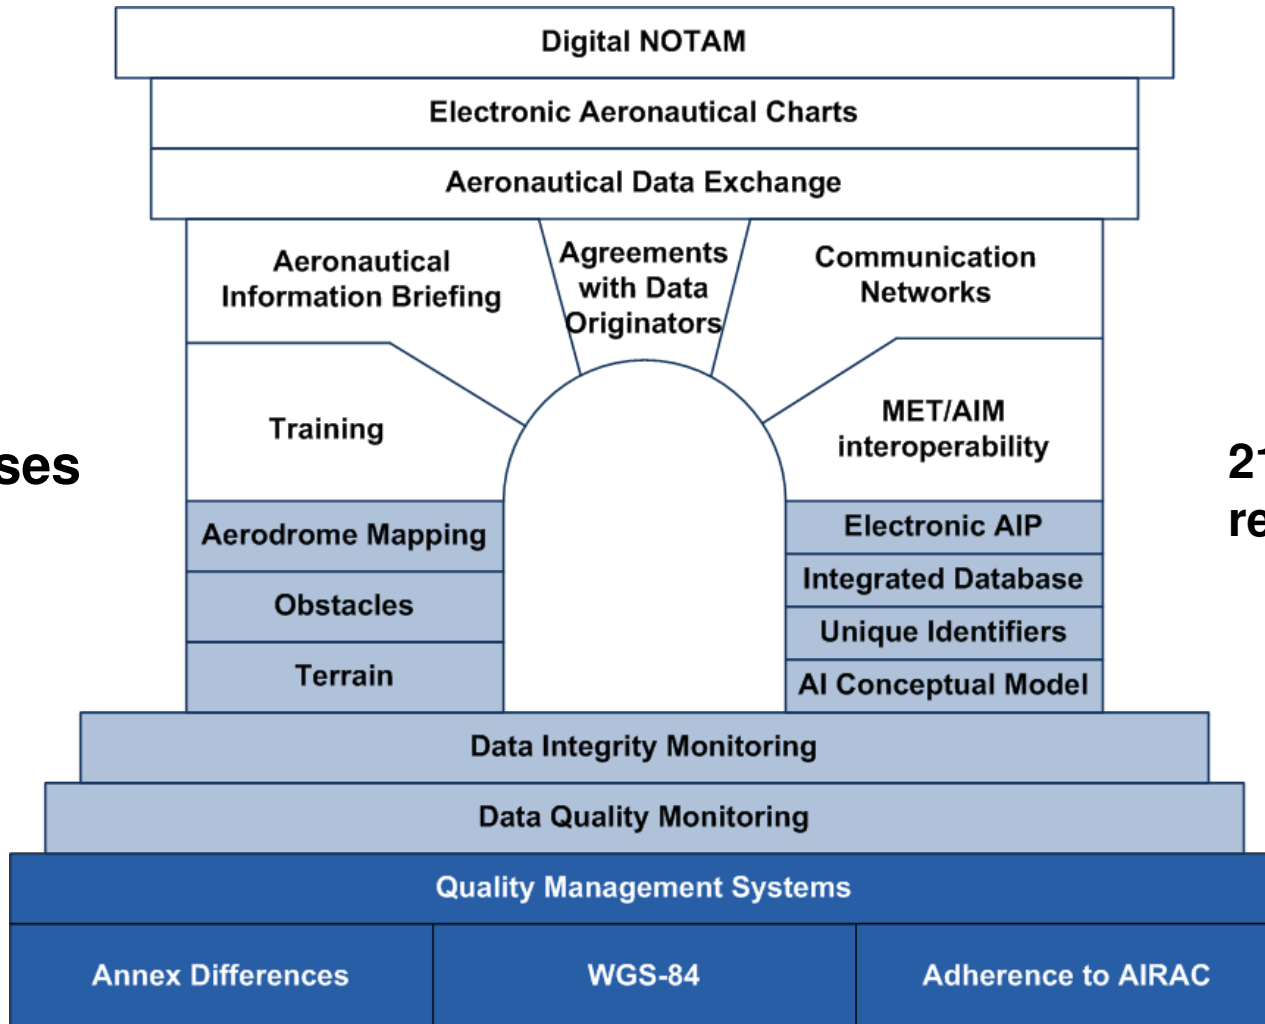 Digital NOTAM
Electronic Aeronautical Charts
Aeronautical Data Exchange
Aeronautical
Information Briefing
Agreements
with Data
Originators
Communication
Networks
Training
MET/AIM
interoperability
Aerodrome Mapping
Obstacles
Terrain
Electronic AIP
Integrated Database
Unique Identifiers
AI Conceptual Model
Data Integrity Monitoring
Data Quality Monitoring
Quality Management Systems
Annex Differences
WGS-84
Adherence to AIRAC